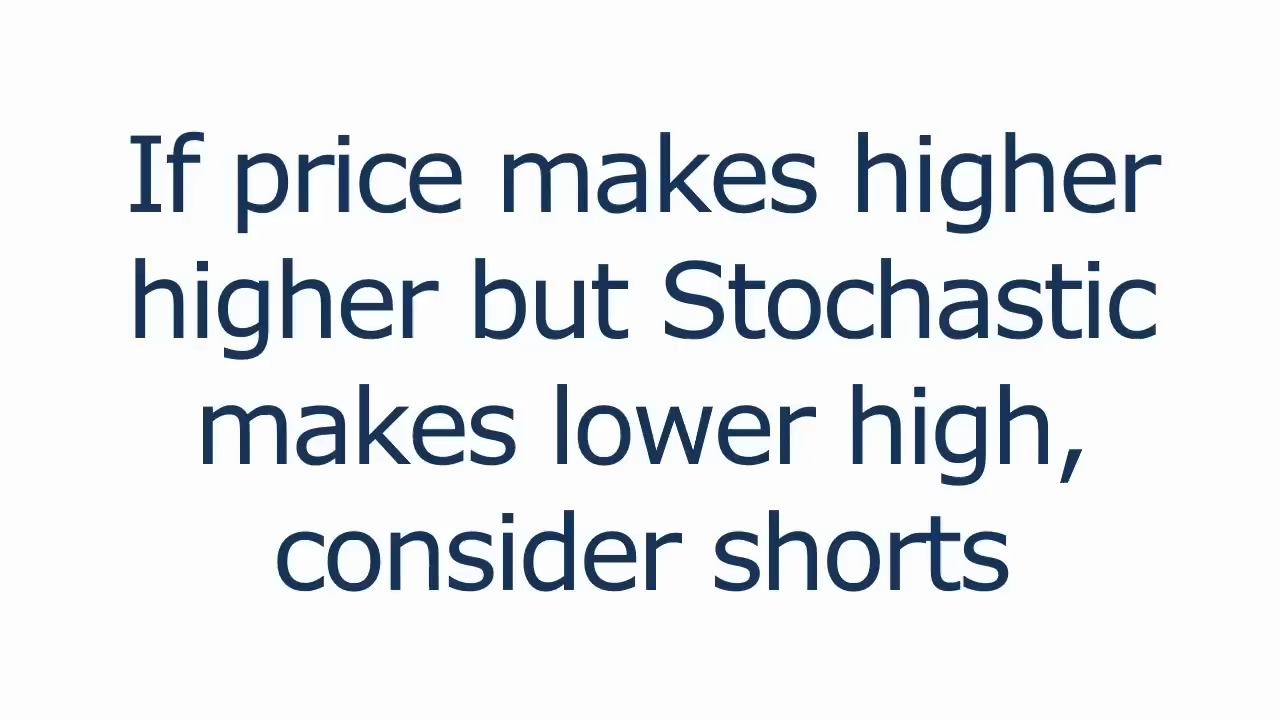 If price makes higher
higher but Stochastic
makes lower high,
consider shorts